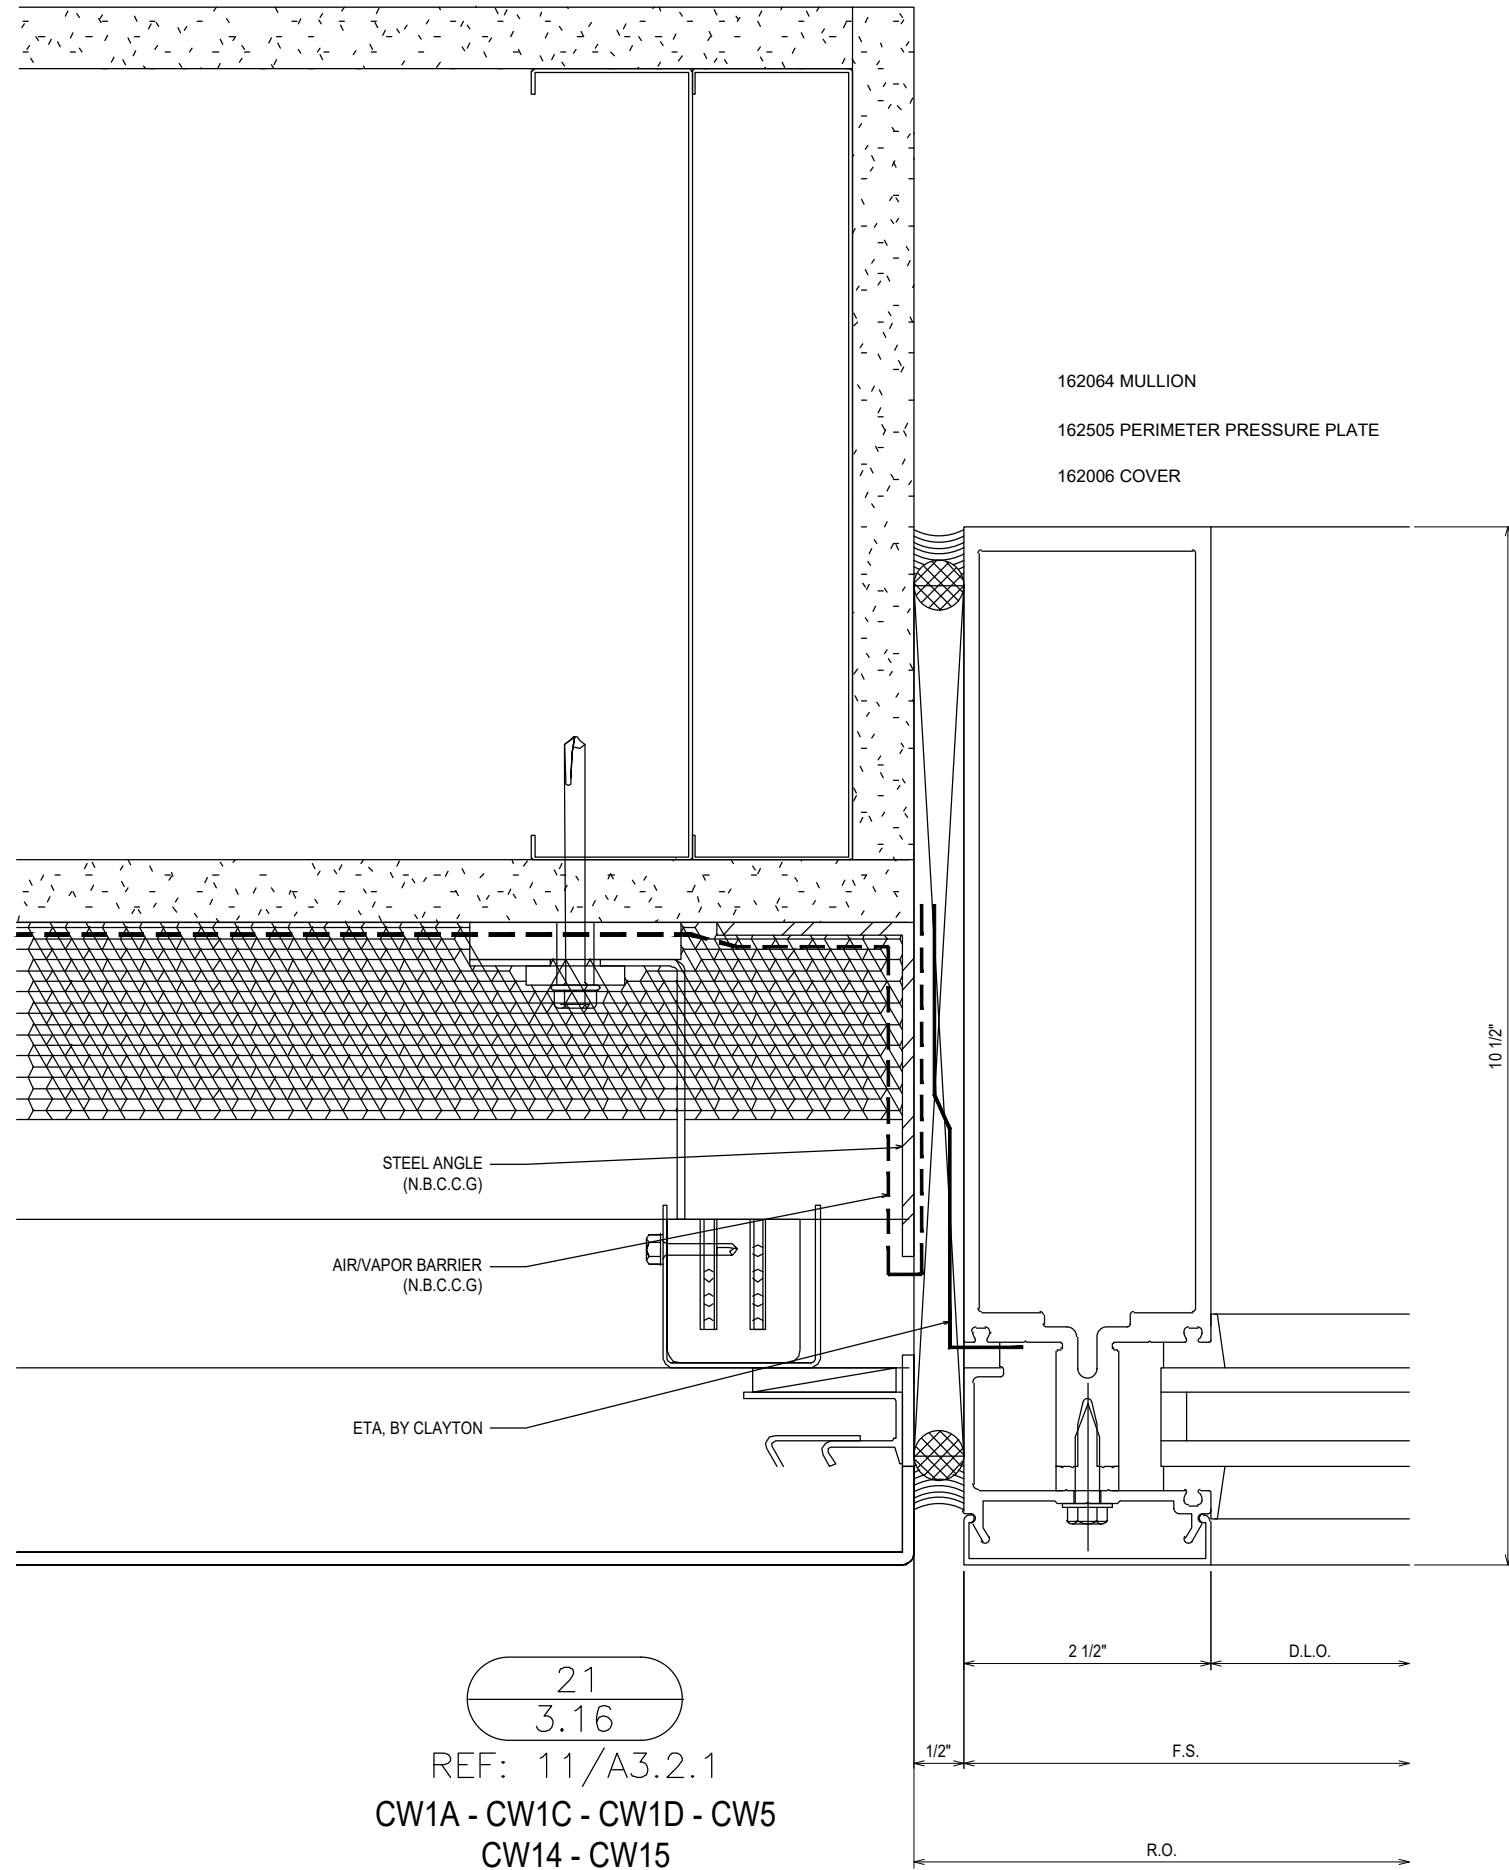 162064 MULLION
162505 PERIMETER PRESSURE PLATE
162006 COVER
10 1/2"
STEEL ANGLE
(N.B.C.C.G)
AIR/VAPOR BARRIER
(N.B.C.C.G)
ETA, BY CLAYTON
2 1/2"
D.L.O.
1/2"
F.S.
R.O.
21
3.16
REF: 11/A3.2.1
CW1A - CW1C - CW1D - CW5
CW14 - CW15